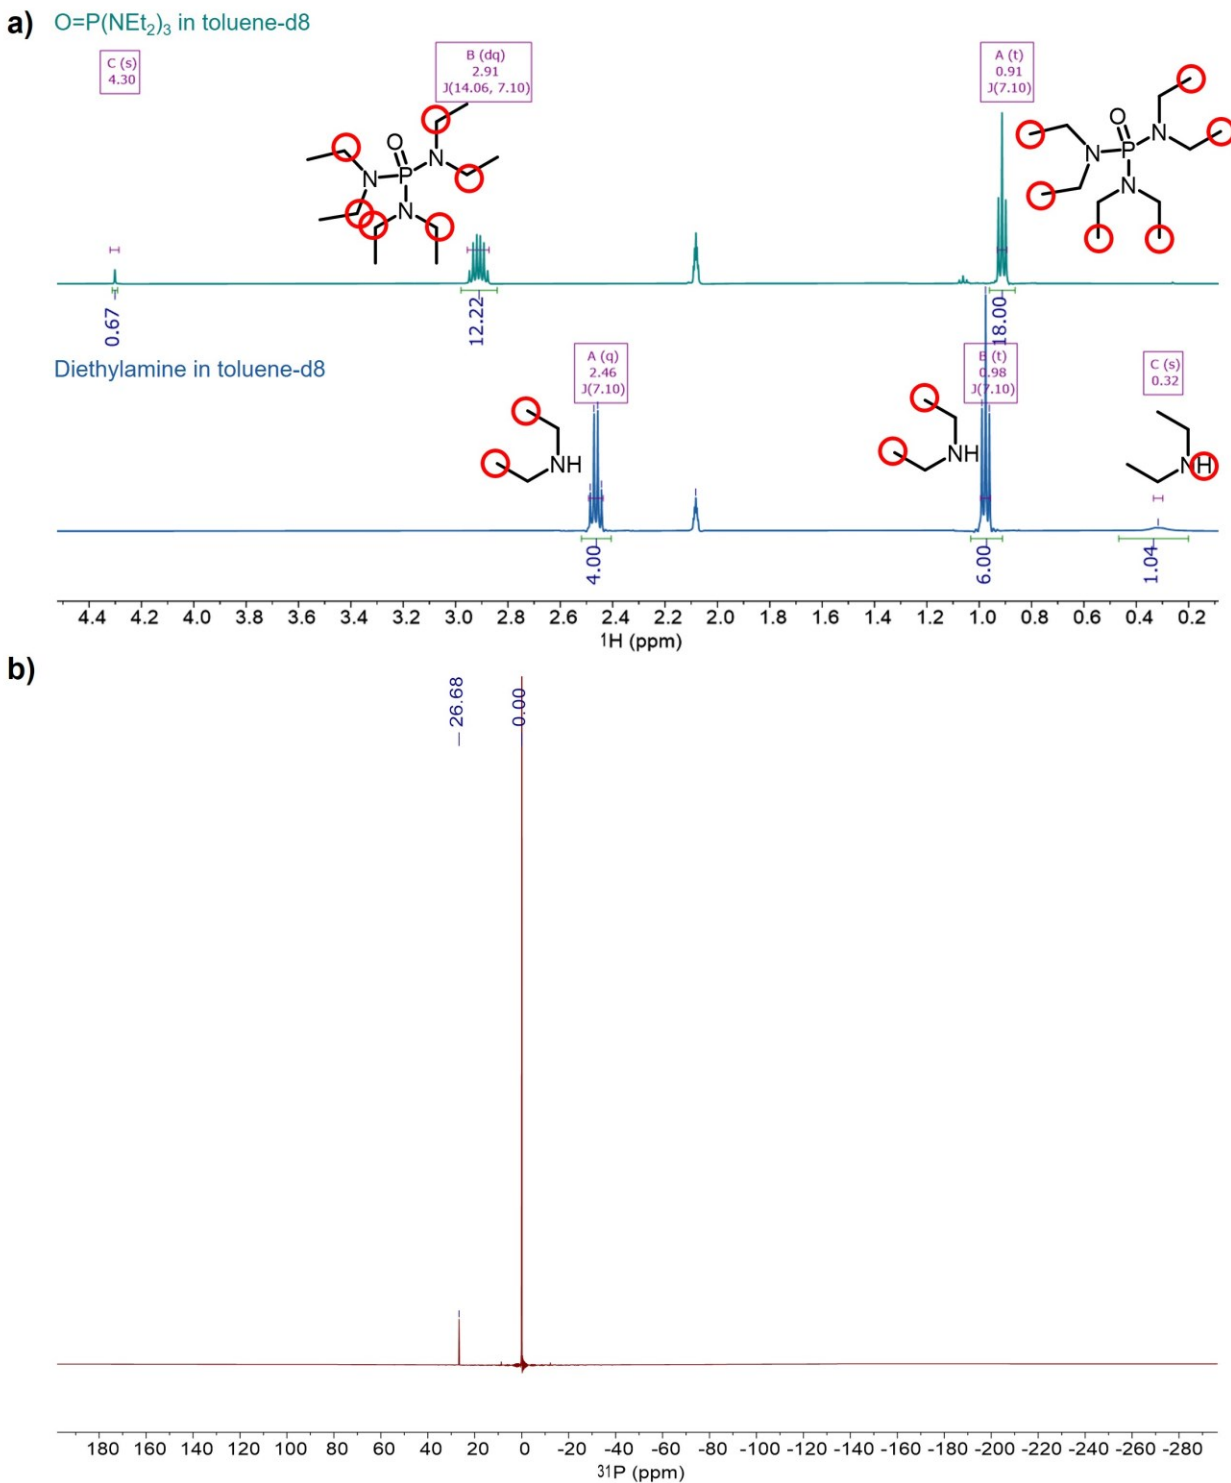 a)
O=P(NEt₂)₃ in toluene-d8
C (s)
4.30
B (dq)
2.91
J(14.06, 7.10)
A (t)
0.91
J(7.10)
O
P
N
N
N
O
P
N
N
N
0.67
12.22
18.00
Diethylamine in toluene-d8
A (q)
2.46
J(7.10)
B (t)
0.98
J(7.10)
C (s)
0.32
NH
NH
NH
4.00
6.00
1.04
4.4 4.2 4.0 3.8 3.6 3.4 3.2 3.0 2.8 2.6 2.4 2.2 2.0 1.8 1.6 1.4 1.2 1.0 0.8 0.6 0.4 0.2
¹H (ppm)
b)
26.68
0.00
180 160 140 120 100 80 60 40 20 0 -20 -40 -60 -80 -100 -120 -140 -160 -180 -200 -220 -240 -260 -280
³¹P (ppm)